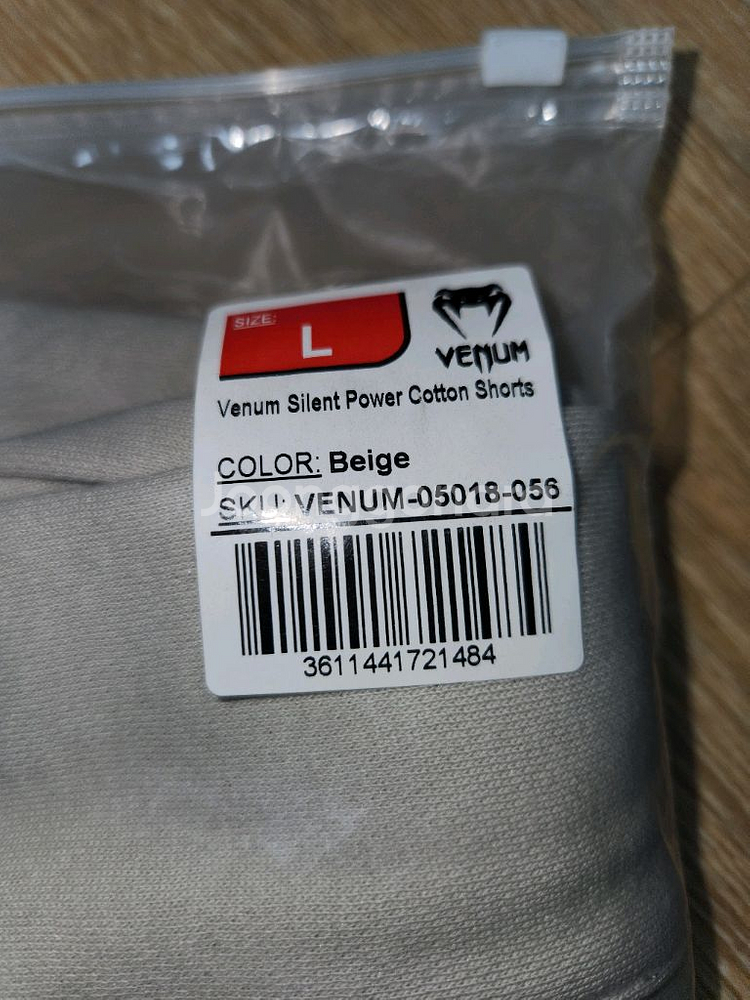 SIZE:
L
VENUM
Venum Silent Power Cotton Shorts
COLOR: Beige
SKU: VENUM-05018-056
3611441721484